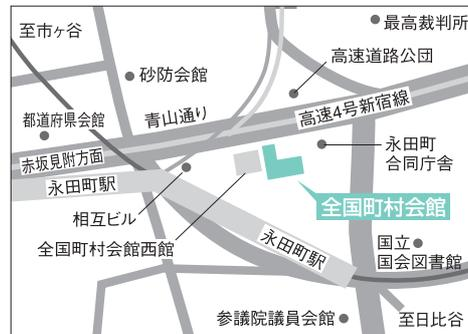 至市ヶ谷
最高裁判所
高速道路公団
砂防会館
青山通り
高速4号新宿線
都道府県会館
赤坂見附方面
永田町
合同庁舎
永田町駅
相互ビル
全国町村会館
全国町村会館西館
永田町駅
国立
国会図書館
参議院議員会館
至日比谷